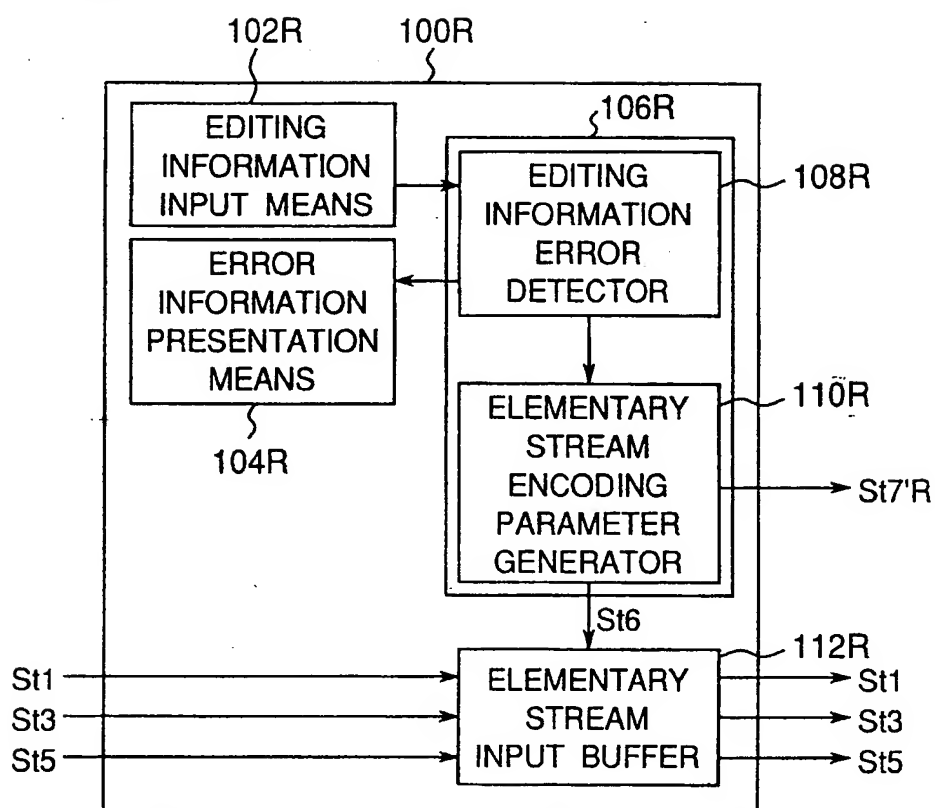 102R
100R
EDITING
INFORMATION
INPUT MEANS
106R
EDITING
INFORMATION
ERROR
DETECTOR
108R
ERROR
INFORMATION
PRESENTATION
MEANS
104R
ELEMENTARY
STREAM
ENCODING
PARAMETER
GENERATOR
110R
St7'R
St6
112R
St1
St3
St5
ELEMENTARY
STREAM
INPUT BUFFER
St1
St3
St5